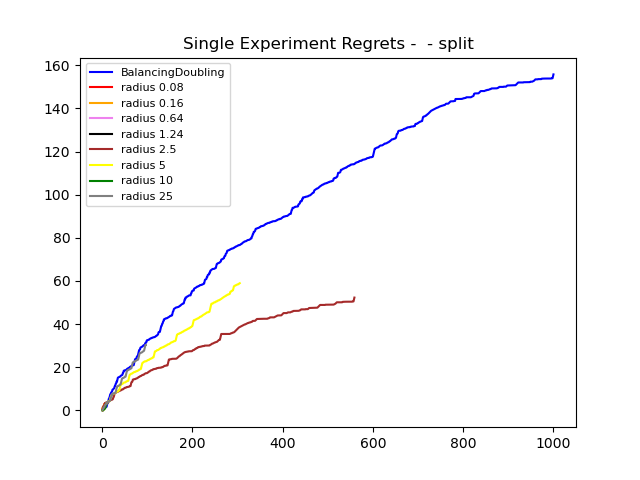 Single Experiment Regrets -  - split
160
140
120
100
80
60
40
20
0
BalancingDoubling
radius 0.08
radius 0.16
radius 0.64
radius 1.24
radius 2.5
radius 5
radius 10
radius 25
0 200 400 600 800 1000